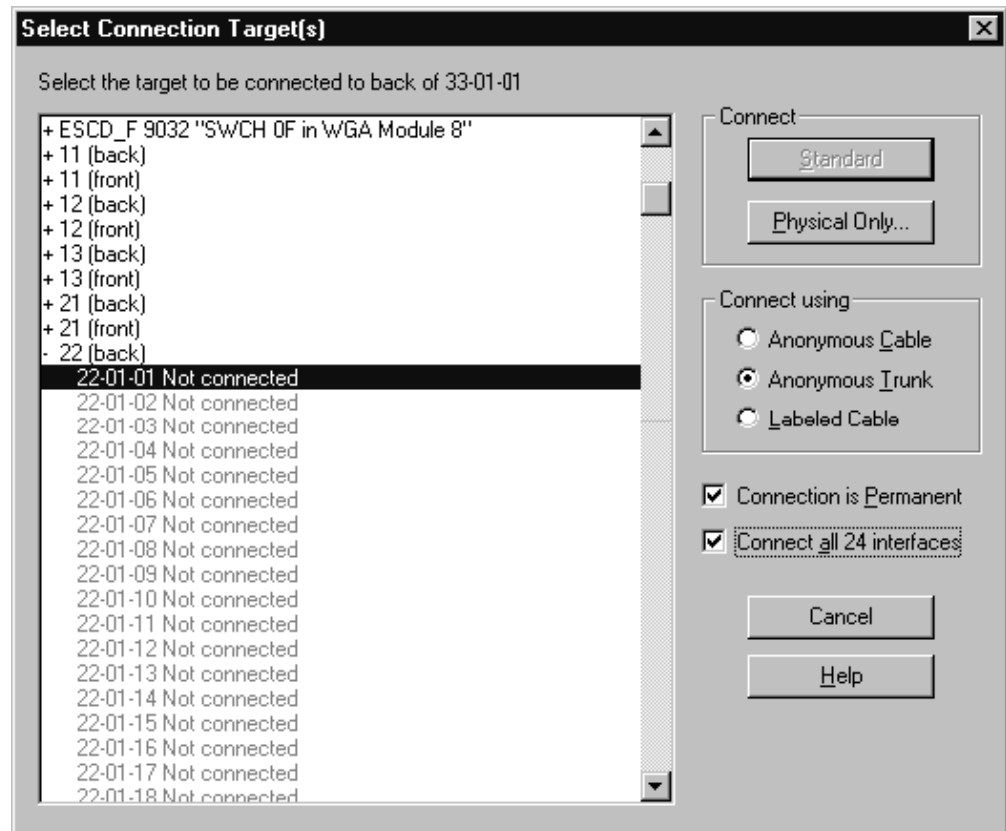 Select Connection Target(s)
Select the target to be connected to back of 33-01-01
+ ESCD_F 9032 "SWCH 0F in WGA Module 8"
+ 11 (back)
+ 11 (front)
+ 12 (back)
+ 12 (front)
+ 13 (back)
+ 13 (front)
+ 21 (back)
+ 21 (front)
- 22 (back)
22-01-01 Not connected
22-01-02 Not connected
22-01-03 Not connected
22-01-04 Not connected
22-01-05 Not connected
22-01-06 Not connected
22-01-07 Not connected
22-01-08 Not connected
22-01-09 Not connected
22-01-10 Not connected
22-01-11 Not connected
22-01-12 Not connected
22-01-13 Not connected
22-01-14 Not connected
22-01-15 Not connected
22-01-16 Not connected
22-01-17 Not connected
22-01-18 Not connected
Connect
Standard
Physical Only...
Connect using
Anonymous Cable
Anonymous Trunk
Labeled Cable
Connection is Permanent
Connect all 24 interfaces
Cancel
Help